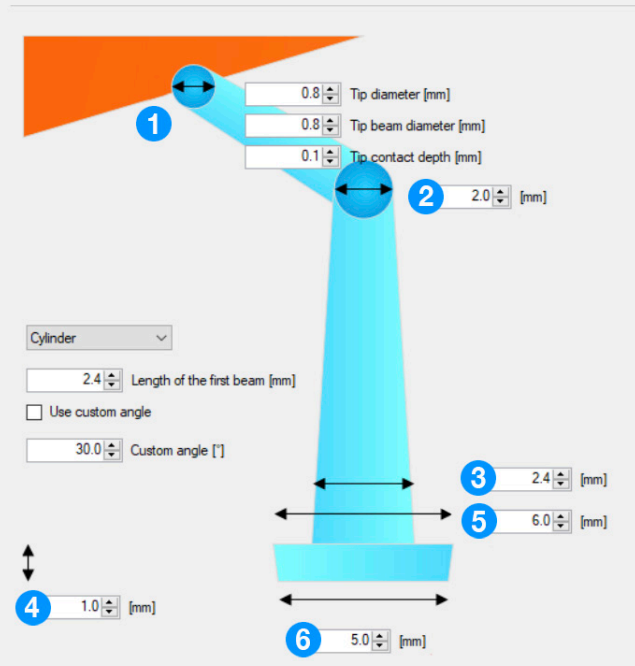 0.8 Tip diameter [mm]
1 0.8 Tip beam diameter [mm]
0.1 Tip contact depth [mm]
2 2.0 [mm]
Cylinder
2.4 Length of the first beam [mm]
Use custom angle
30.0 Custom angle [°]
3 2.4 [mm]
5 6.0 [mm]
4 1.0 [mm]
6 5.0 [mm]